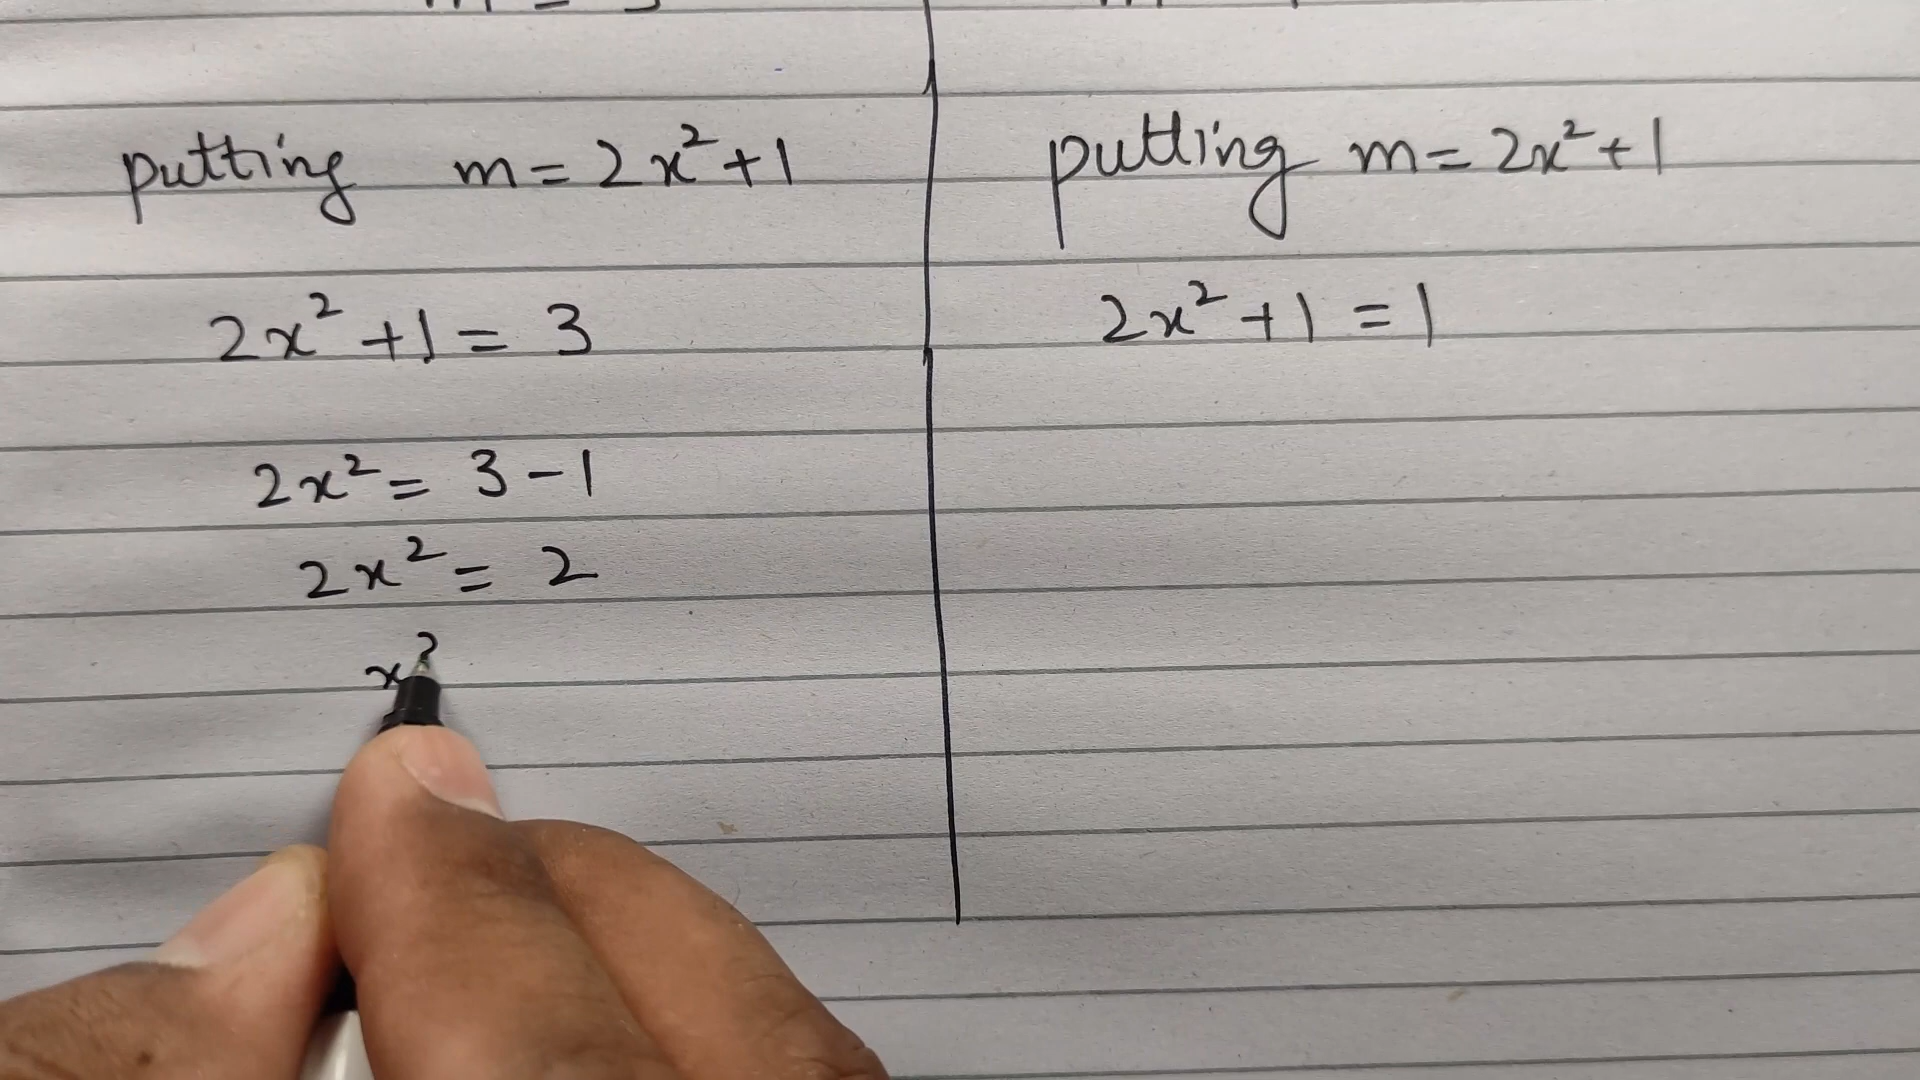 putting m = 2x² + 1
2x² + 1 = 3
2x² = 3 - 1
2x² = 2
x²
putting m = 2x² + 1
2x² + 1 = 1